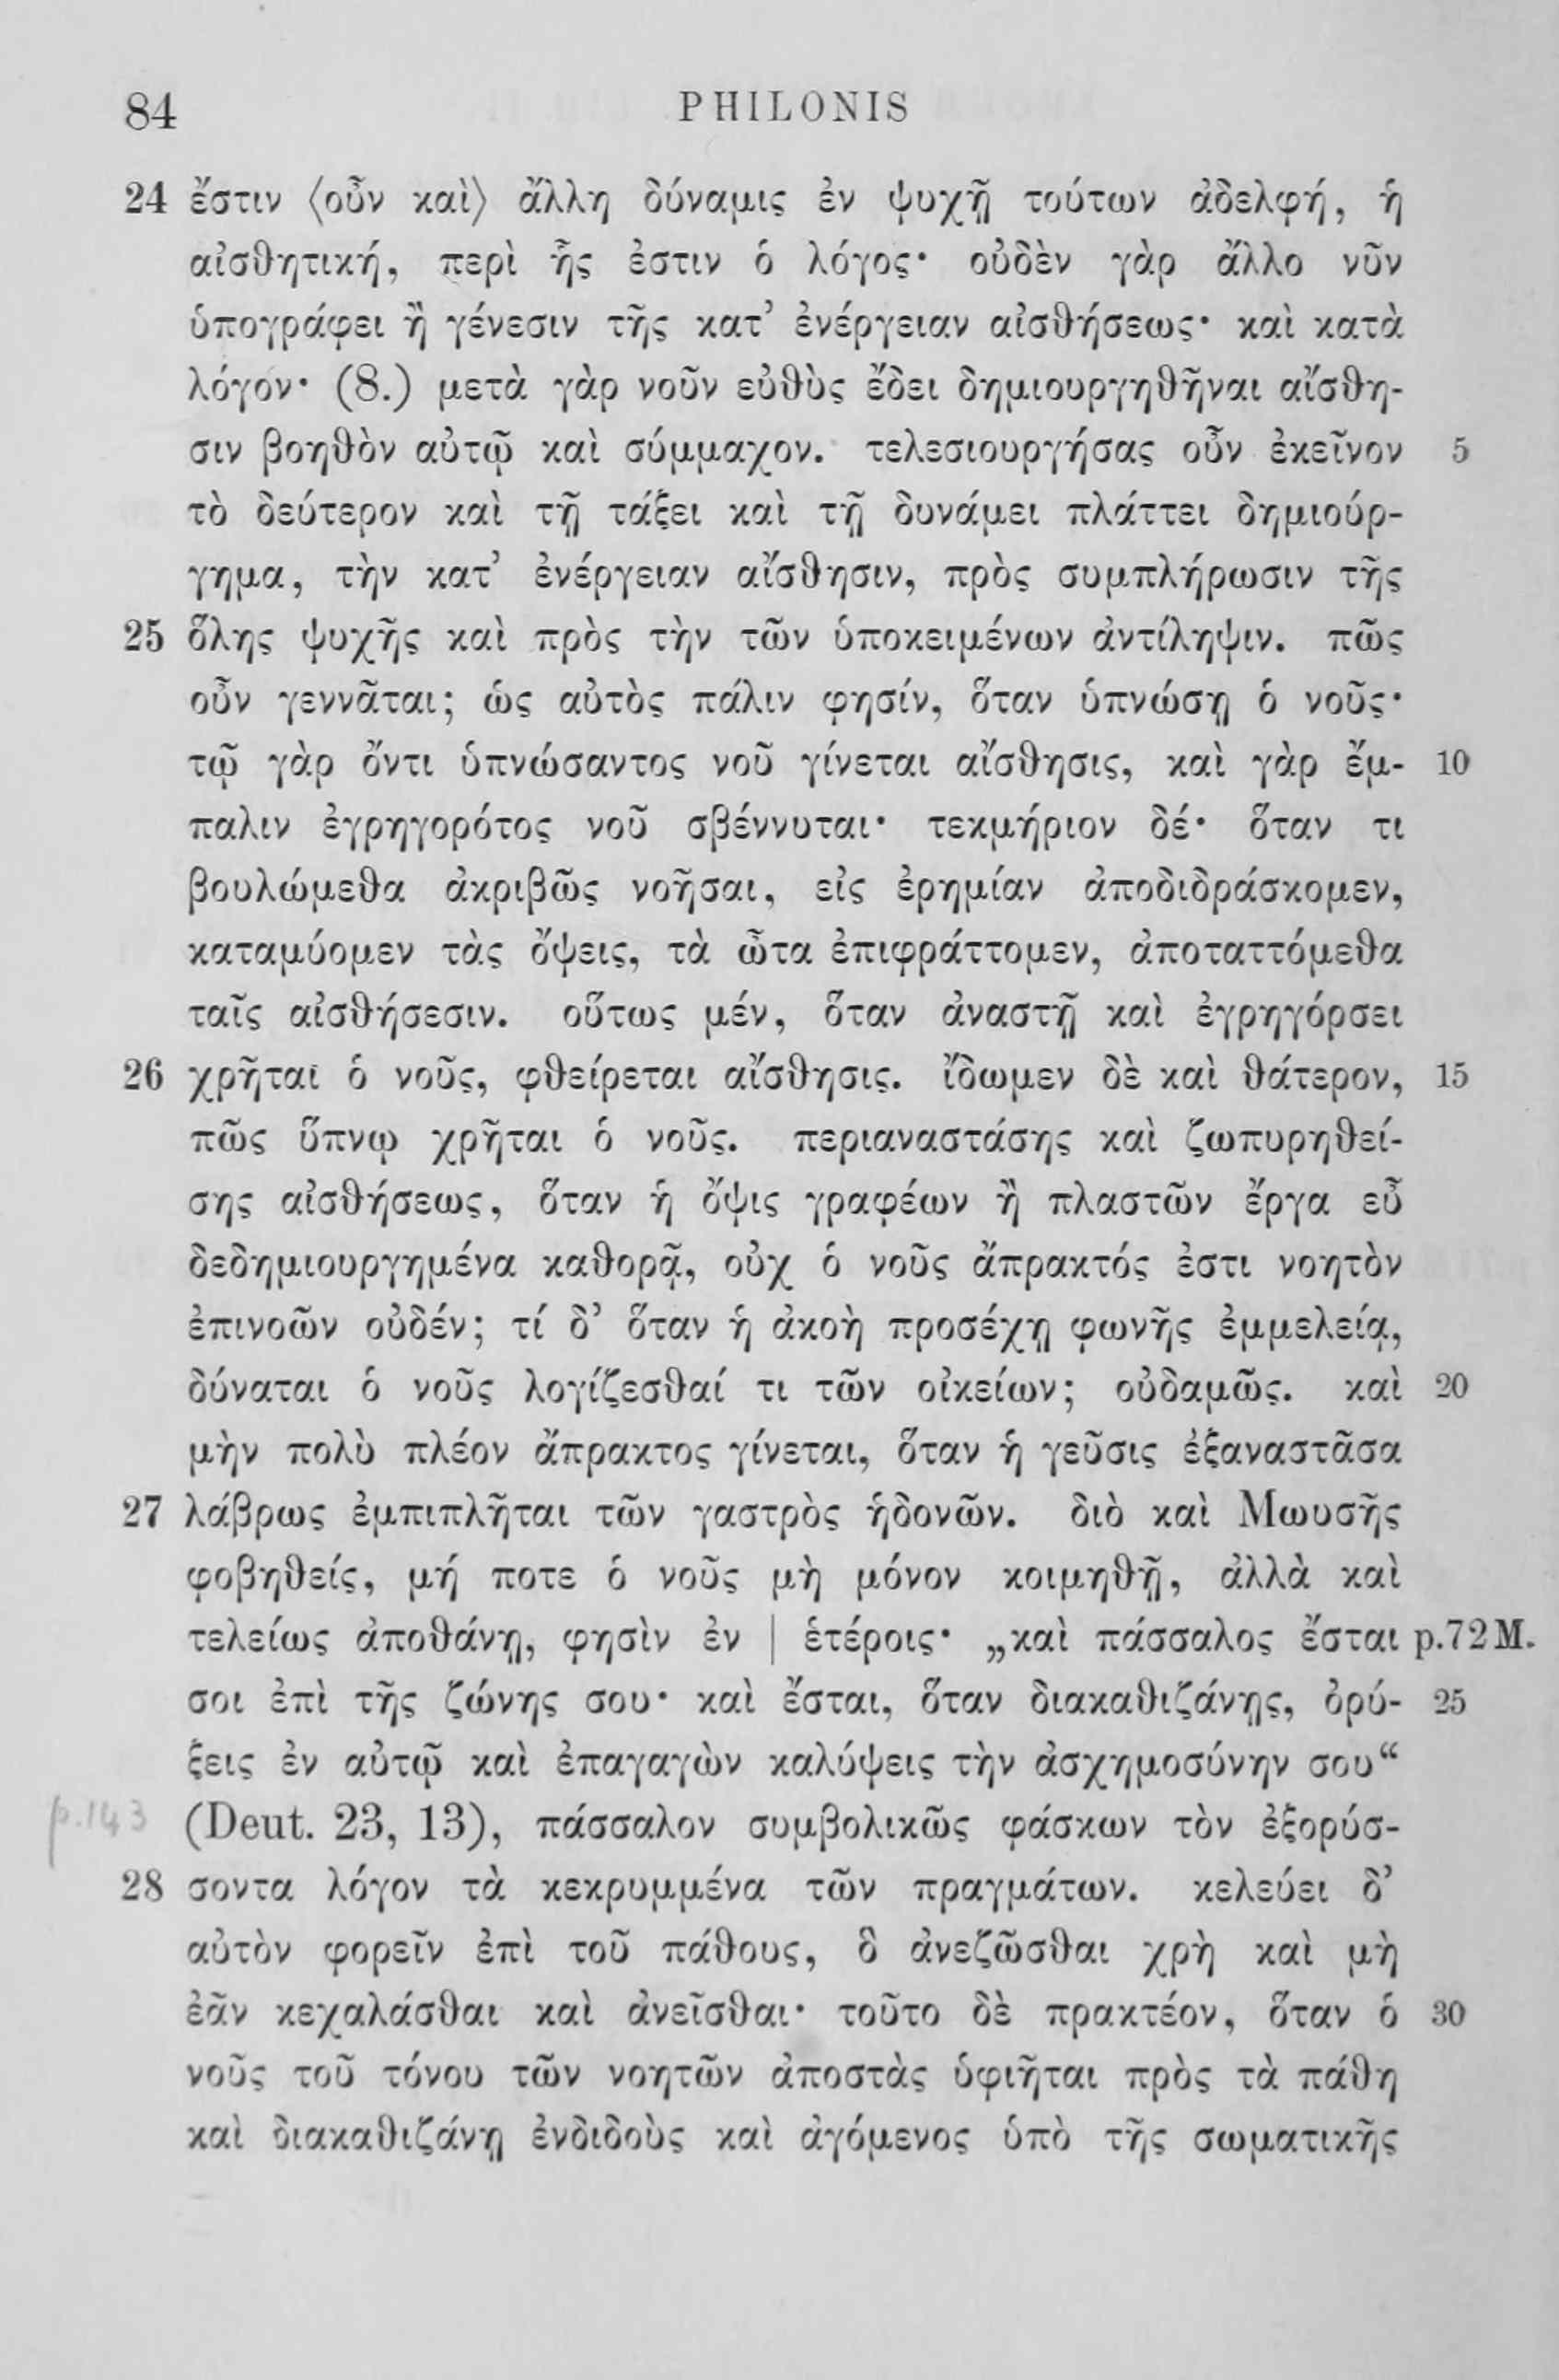 84 PHILONIS
24 ἔστιν ⟨οὖν καὶ⟩ ἄλλη δύναμις ἐν ψυχῇ τούτων ἀδελφή, ἡ
αἰσθητική, περὶ ἧς ἐστιν ὁ λόγος· οὐδὲν γὰρ ἄλλο νῦν
ὑπογράφει ἢ γένεσιν τῆς κατ’ ἐνέργειαν αἰσθήσεως· καὶ κατὰ
λόγον· (8.) μετὰ γὰρ νοῦν εὐθὺς ἔδει δημιουργηθῆναι αἴσθη-
σιν βοηθὸν αὐτῷ καὶ σύμμαχον. τελεσιουργήσας οὖν ἐκεῖνον 5
τὸ δεύτερον καὶ τῇ τάξει καὶ τῇ δυνάμει πλάττει δημιούρ-
γημα, τὴν κατ’ ἐνέργειαν αἴσθησιν, πρὸς συμπλήρωσιν τῆς
25 ὅλης ψυχῆς καὶ πρὸς τὴν τῶν ὑποκειμένων ἀντίληψιν. πῶς
οὖν γεννᾶται; ὡς αὐτὸς πάλιν φησίν, ὅταν ὑπνώσῃ ὁ νοῦς·
τῷ γὰρ ὄντι ὑπνώσαντος νοῦ γίνεται αἴσθησις, καὶ γὰρ ἔμ- 10
παλιν ἐγρηγορότος νοῦ σβέννυται· τεκμήριον δέ· ὅταν τι
βουλώμεθα ἀκριβῶς νοῆσαι, εἰς ἐρημίαν ἀποδιδράσκομεν,
καταμύομεν τὰς ὄψεις, τὰ ὦτα ἐπιφράττομεν, ἀποταττόμεθα
ταῖς αἰσθήσεσιν. οὕτως μέν, ὅταν ἀναστῇ καὶ ἐγρηγόρσει
26 χρῆται ὁ νοῦς, φθείρεται αἴσθησις. ἴδωμεν δὲ καὶ θάτερον, 15
πῶς ὕπνῳ χρῆται ὁ νοῦς. περιαναστάσης καὶ ζωπυρηθεί-
σης αἰσθήσεως, ὅταν ἡ ὄψις γραφέων ἢ πλαστῶν ἔργα εὖ
δεδημιουργημένα καθορᾷ, οὐχ ὁ νοῦς ἄπρακτός ἐστι νοητὸν
ἐπινοῶν οὐδέν; τί δ’ ὅταν ἡ ἀκοὴ προσέχῃ φωνῆς ἐμμελείᾳ,
δύναται ὁ νοῦς λογίζεσθαί τι τῶν οἰκείων; οὐδαμῶς. καὶ 20
μὴν πολὺ πλέον ἄπρακτος γίνεται, ὅταν ἡ γεῦσις ἐξαναστᾶσα
27 λάβρως ἐμπιπλῆται τῶν γαστρὸς ἡδονῶν. διὸ καὶ Μωυσῆς
φοβηθείς, μή ποτε ὁ νοῦς μὴ μόνον κοιμηθῇ, ἀλλὰ καὶ
τελείως ἀποθάνῃ, φησὶν ἐν | ἑτέροις· „καὶ πάσσαλος ἔσται p.72M.
σοι ἐπὶ τῆς ζώνης σου· καὶ ἔσται, ὅταν διακαθιζάνῃς, ὀρύ- 25
ξεις ἐν αὐτῷ καὶ ἐπαγαγὼν καλύψεις τὴν ἀσχημοσύνην σου“
p.143 (Deut. 23, 13), πάσσαλον συμβολικῶς φάσκων τὸν ἐξορύσ-
28 σοντα λόγον τὰ κεκρυμμένα τῶν πραγμάτων. κελεύει δ’
αὐτὸν φορεῖν ἐπὶ τοῦ πάθους, ὃ ἀνεζῶσθαι χρὴ καὶ μὴ
ἐᾶν κεχαλάσθαι καὶ ἀνεῖσθαι· τοῦτο δὲ πρακτέον, ὅταν ὁ 30
νοῦς τοῦ τόνου τῶν νοητῶν ἀποστὰς ὑφιῆται πρὸς τὰ πάθη
καὶ διακαθιζάνῃ ἐνδιδοὺς καὶ ἀγόμενος ὑπὸ τῆς σωματικῆς